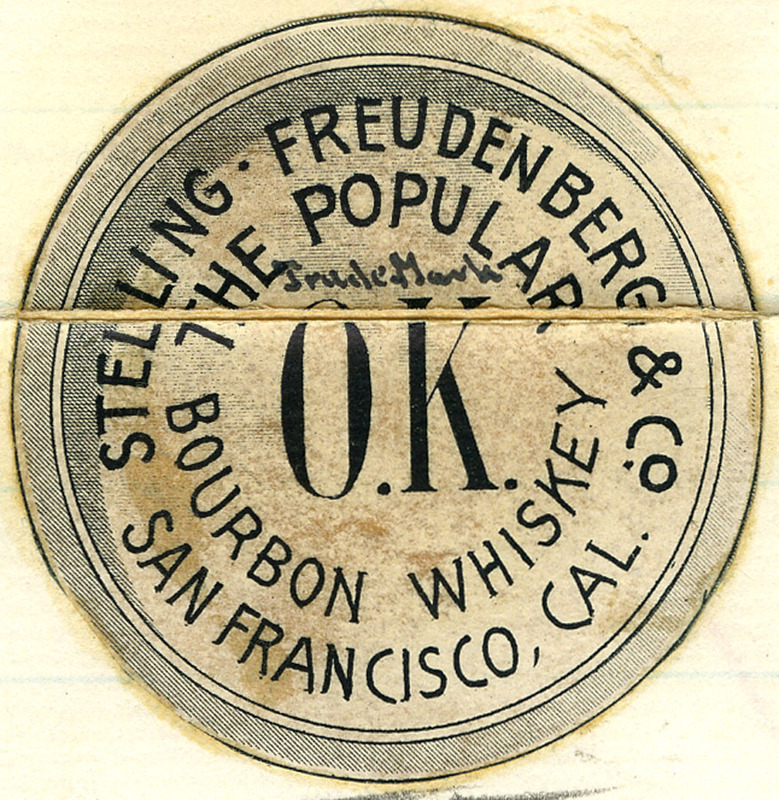 STELLING · FREUDENBERG & CO.
THE POPULAR
Trade Mark
O.K.
BOURBON WHISKEY
SAN FRANCISCO, CAL.